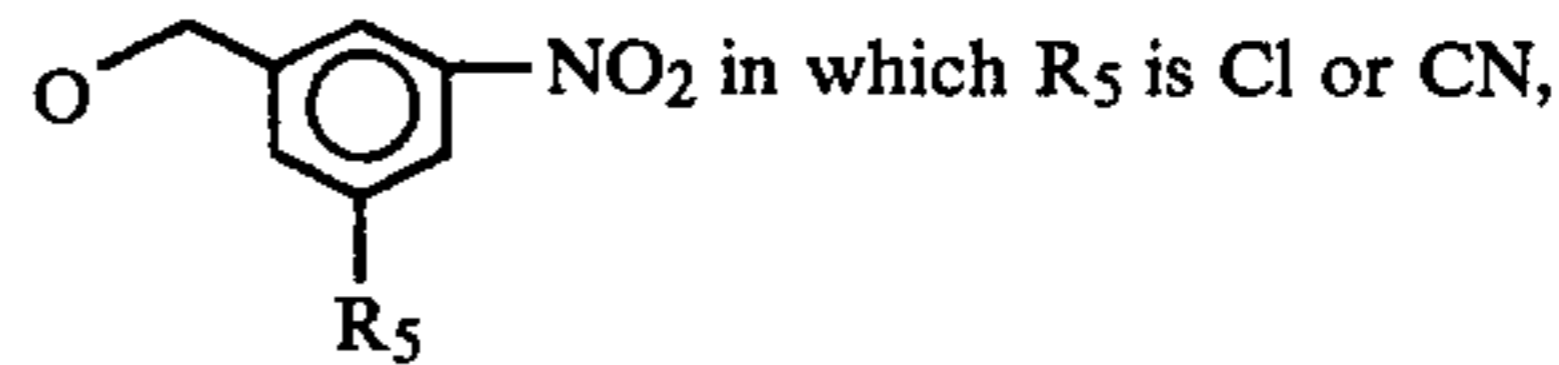 O NO₂ in which R₅ is Cl or CN,
R₅